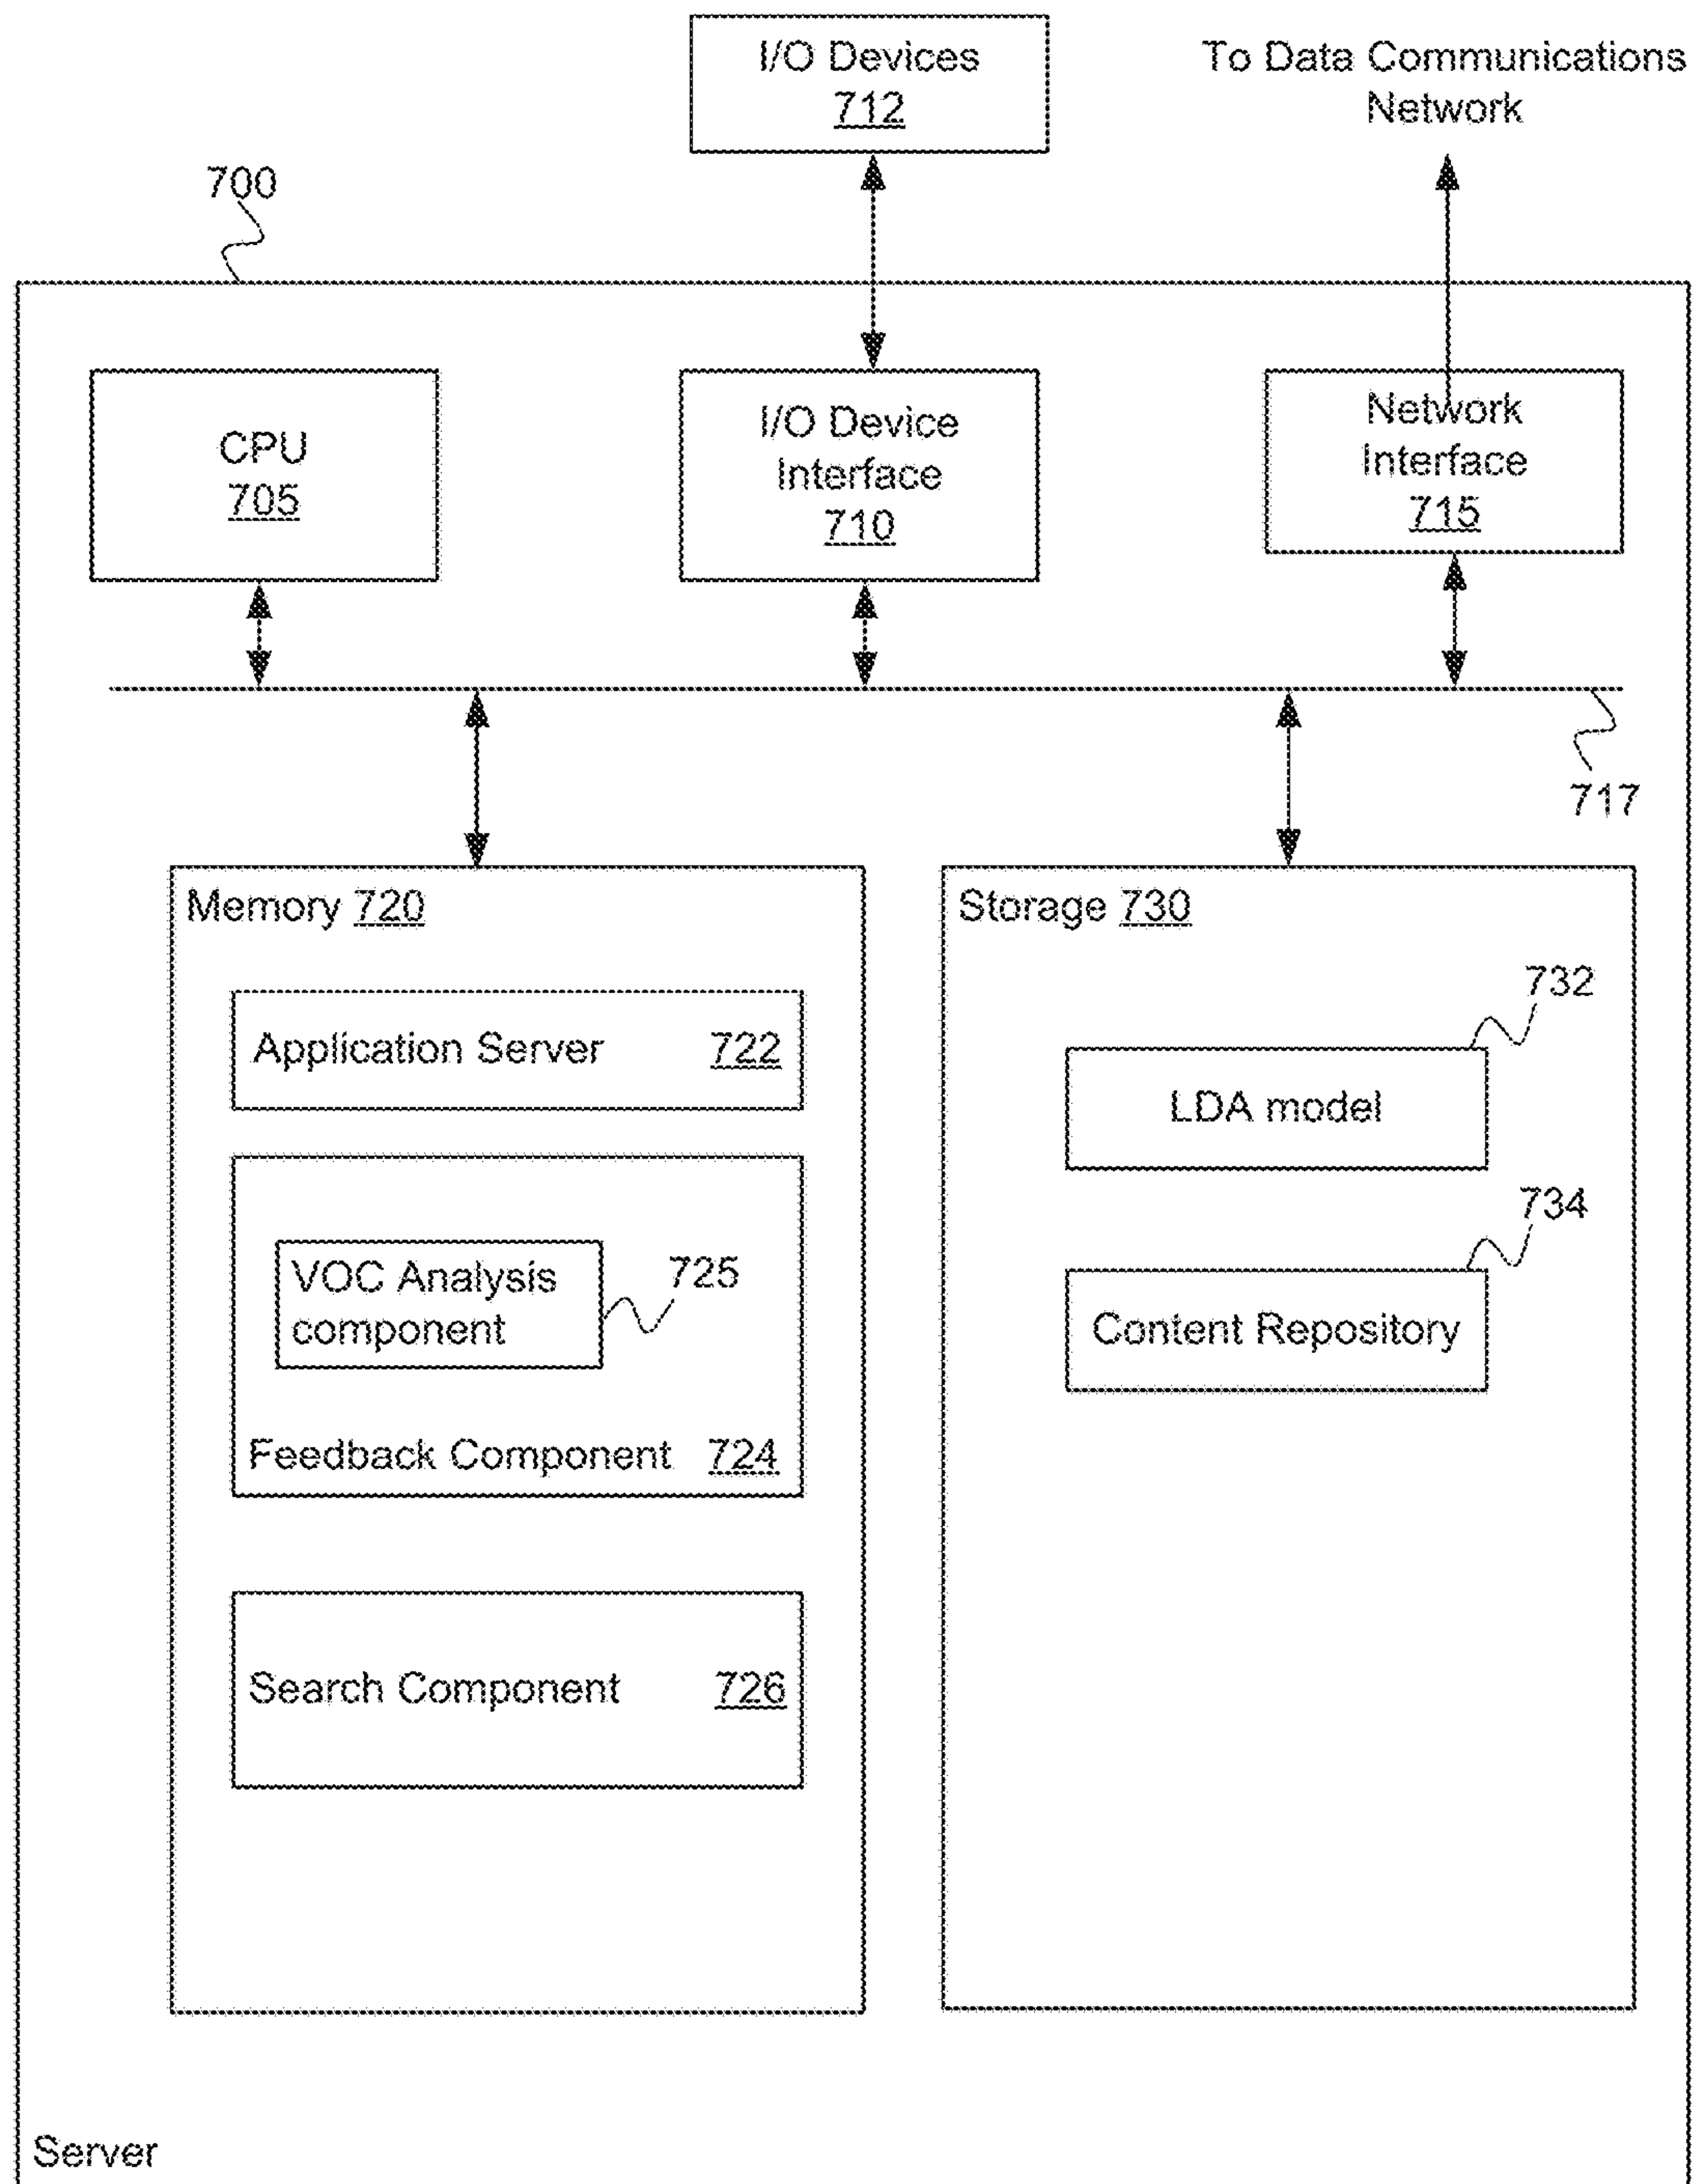 I/O Devices
712
To Data Communications
Network
700
CPU
705
I/O Device
Interface
710
Network
Interface
715
717
Memory 720
Application Server 722
VOC Analysis
component
725
Feedback Component 724
Search Component 726
Storage 730
732
LDA model
734
Content Repository
Server